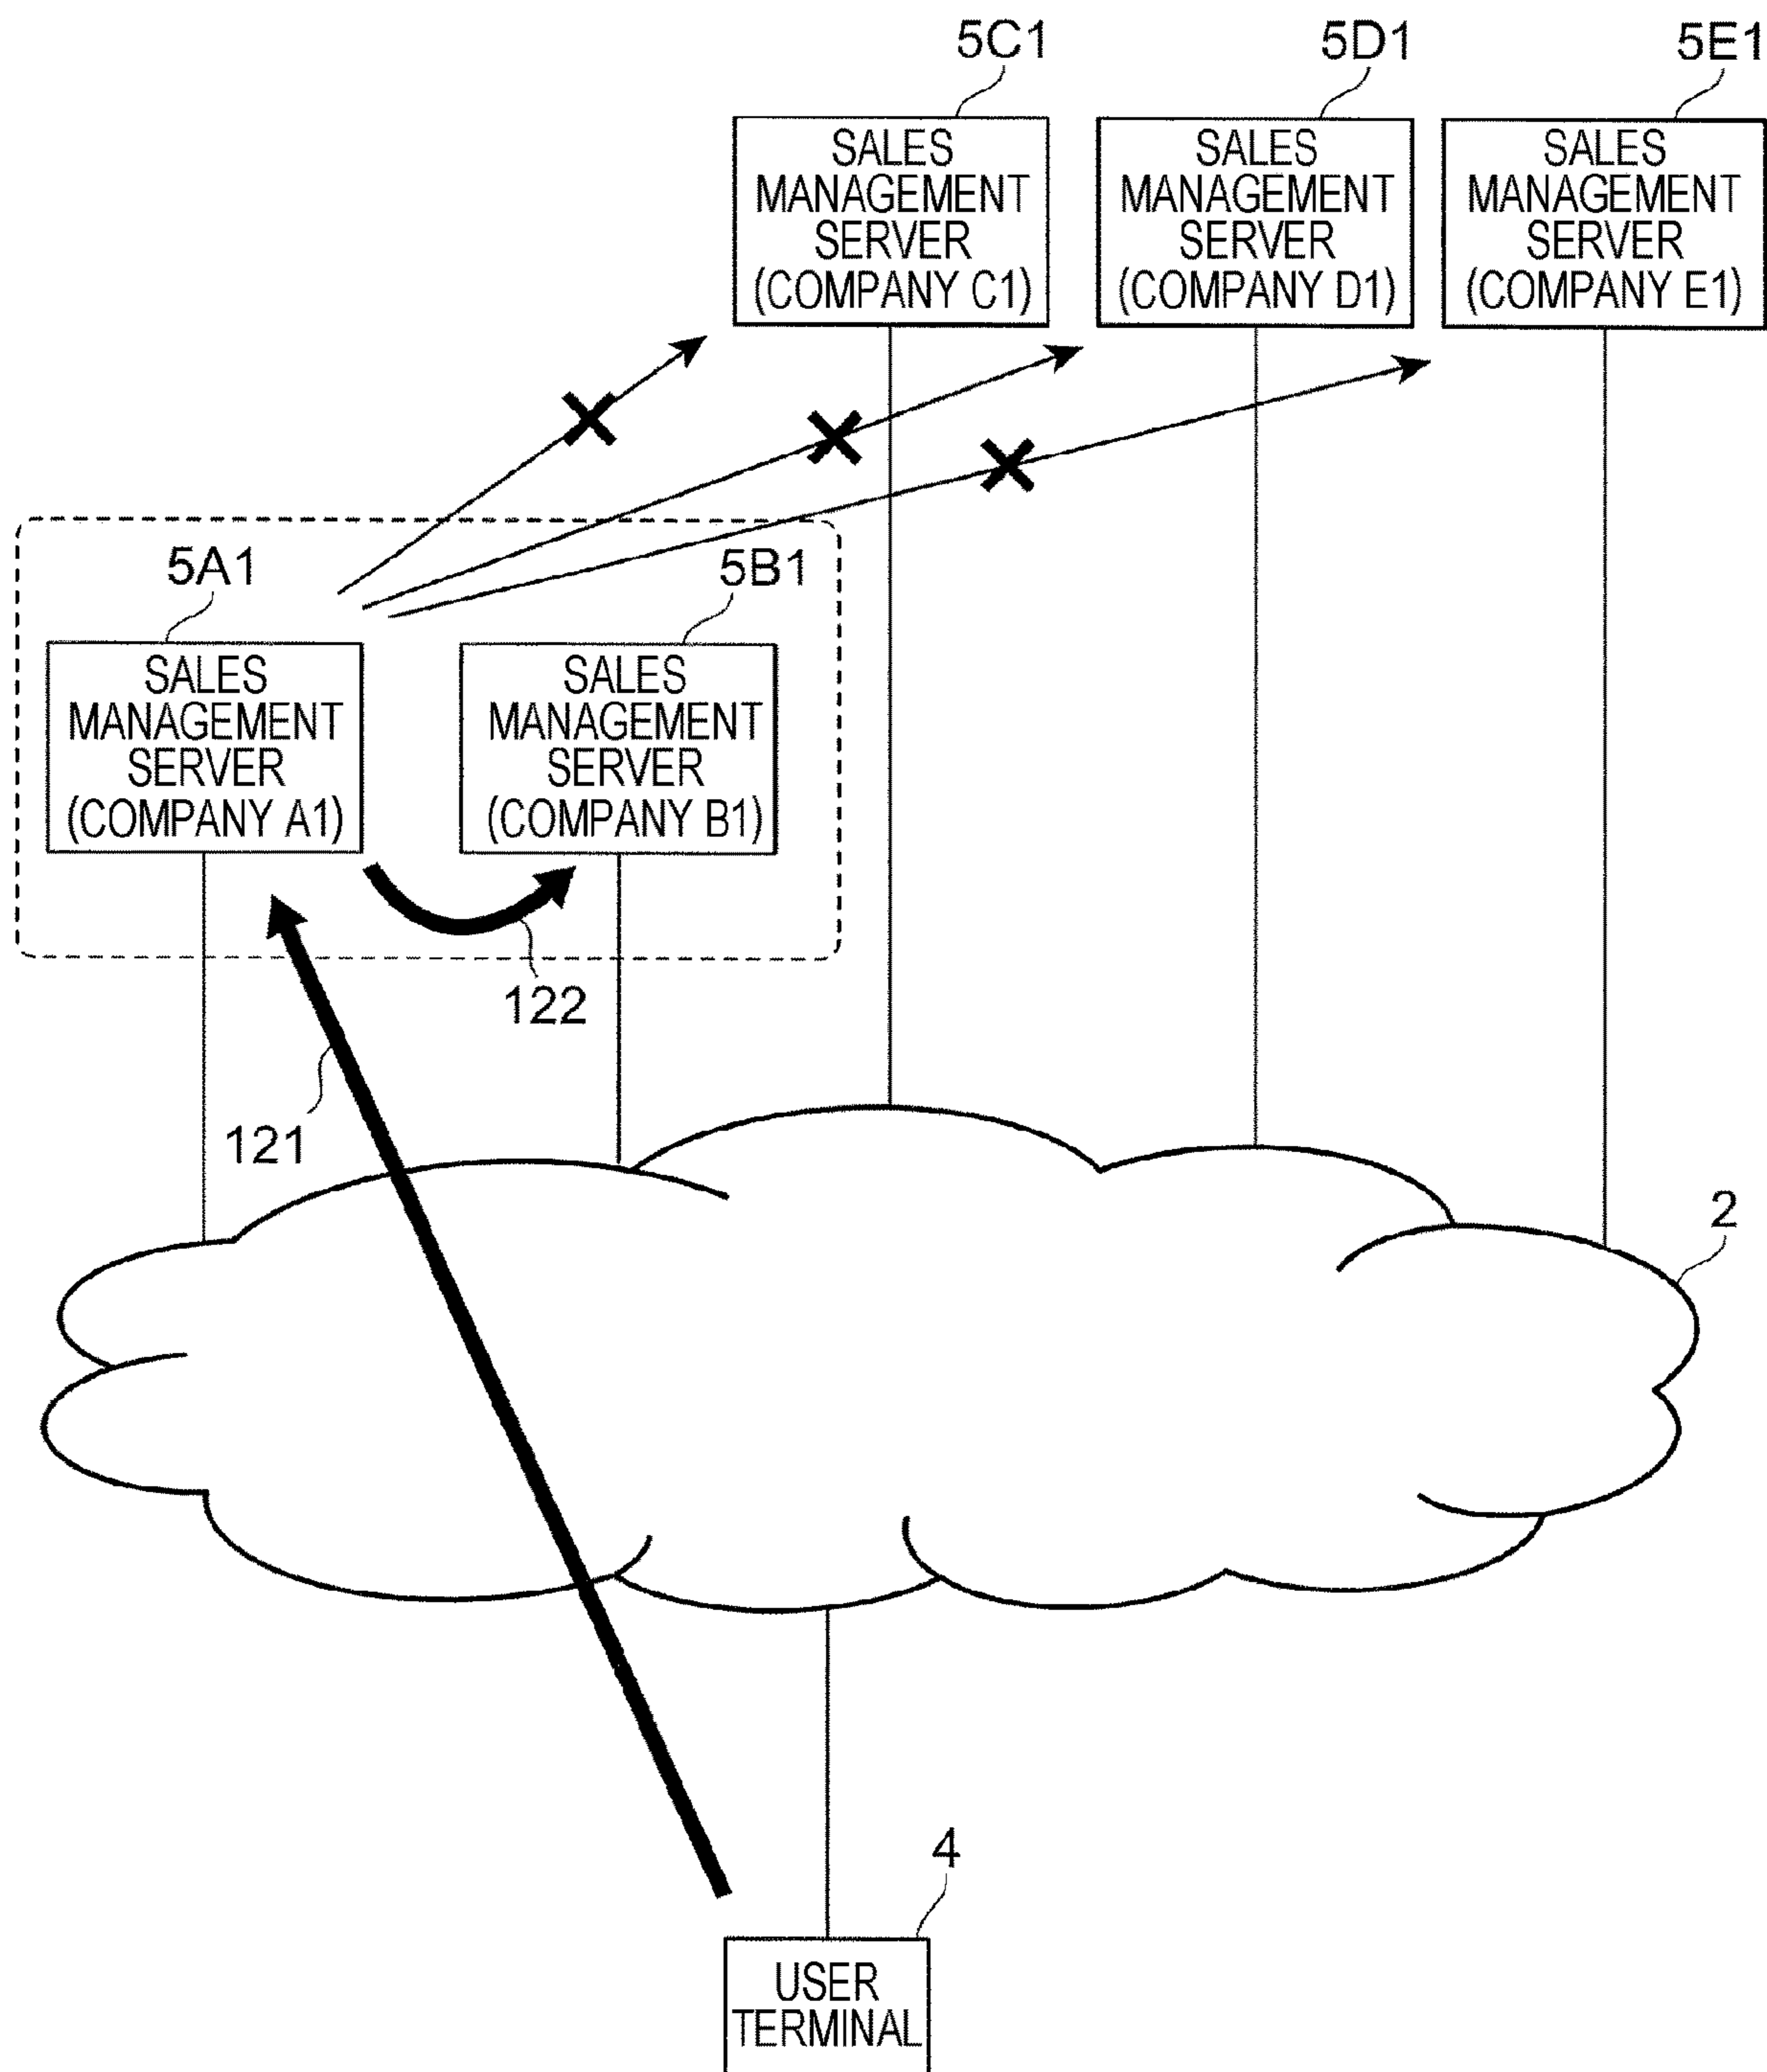 5C1
5D1
5E1
SALES
MANAGEMENT
SERVER
(COMPANY C1)
SALES
MANAGEMENT
SERVER
(COMPANY D1)
SALES
MANAGEMENT
SERVER
(COMPANY E1)
5A1
5B1
SALES
MANAGEMENT
SERVER
(COMPANY A1)
SALES
MANAGEMENT
SERVER
(COMPANY B1)
122
121
2
4
USER
TERMINAL